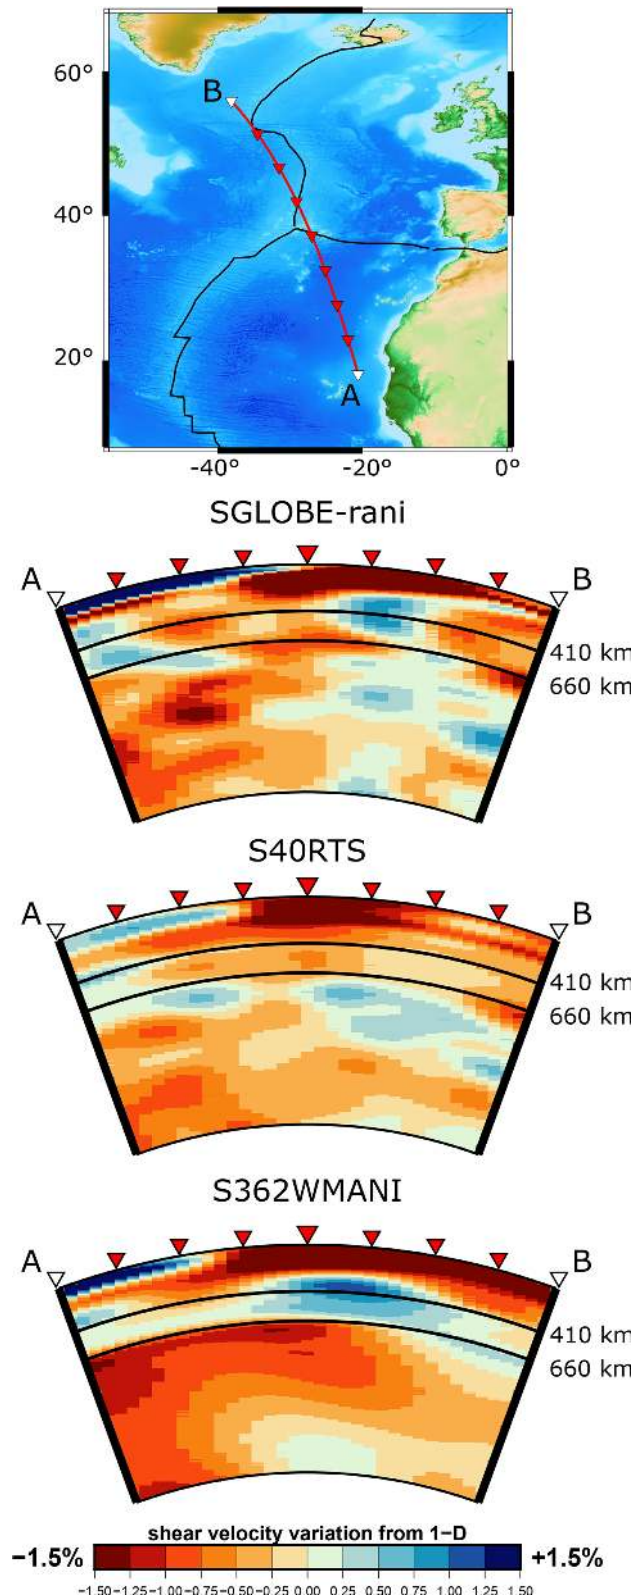 60°
B
40°
20°
A
-40°
-20°
0°
SGLOBE-rani
A
B
410 km
660 km
S40RTS
A
B
410 km
660 km
S362WMANI
A
B
410 km
660 km
shear velocity variation from 1−D
−1.5%
+1.5%
−1.50 −1.25 −1.00 −0.75 −0.50 −0.25 0.00 0.25 0.50 0.75 1.00 1.25 1.50